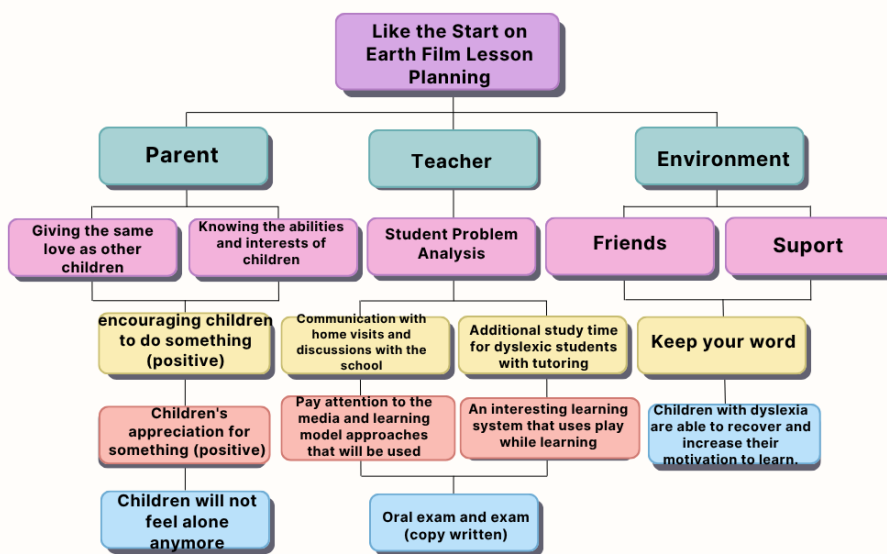 Like the Start on
Earth Film Lesson
Planning
Parent
Teacher
Environment
Giving the same
love as other
children
Knowing the abilities
and interests of
children
Student Problem
Analysis
Friends
Suport
encouraging children
to do something
(positive)
Communication with
home visits and
discussions with the
school
Additional study time
for dyslexic students
with tutoring
Keep your word
Children's
appreciation for
something (positive)
Pay attention to the
media and learning
model approaches
that will be used
An interesting learning
system that uses play
while learning
Children with dyslexia
are able to recover and
increase their
motivation to learn.
Children will not
feel alone
anymore
Oral exam and exam
(copy written)